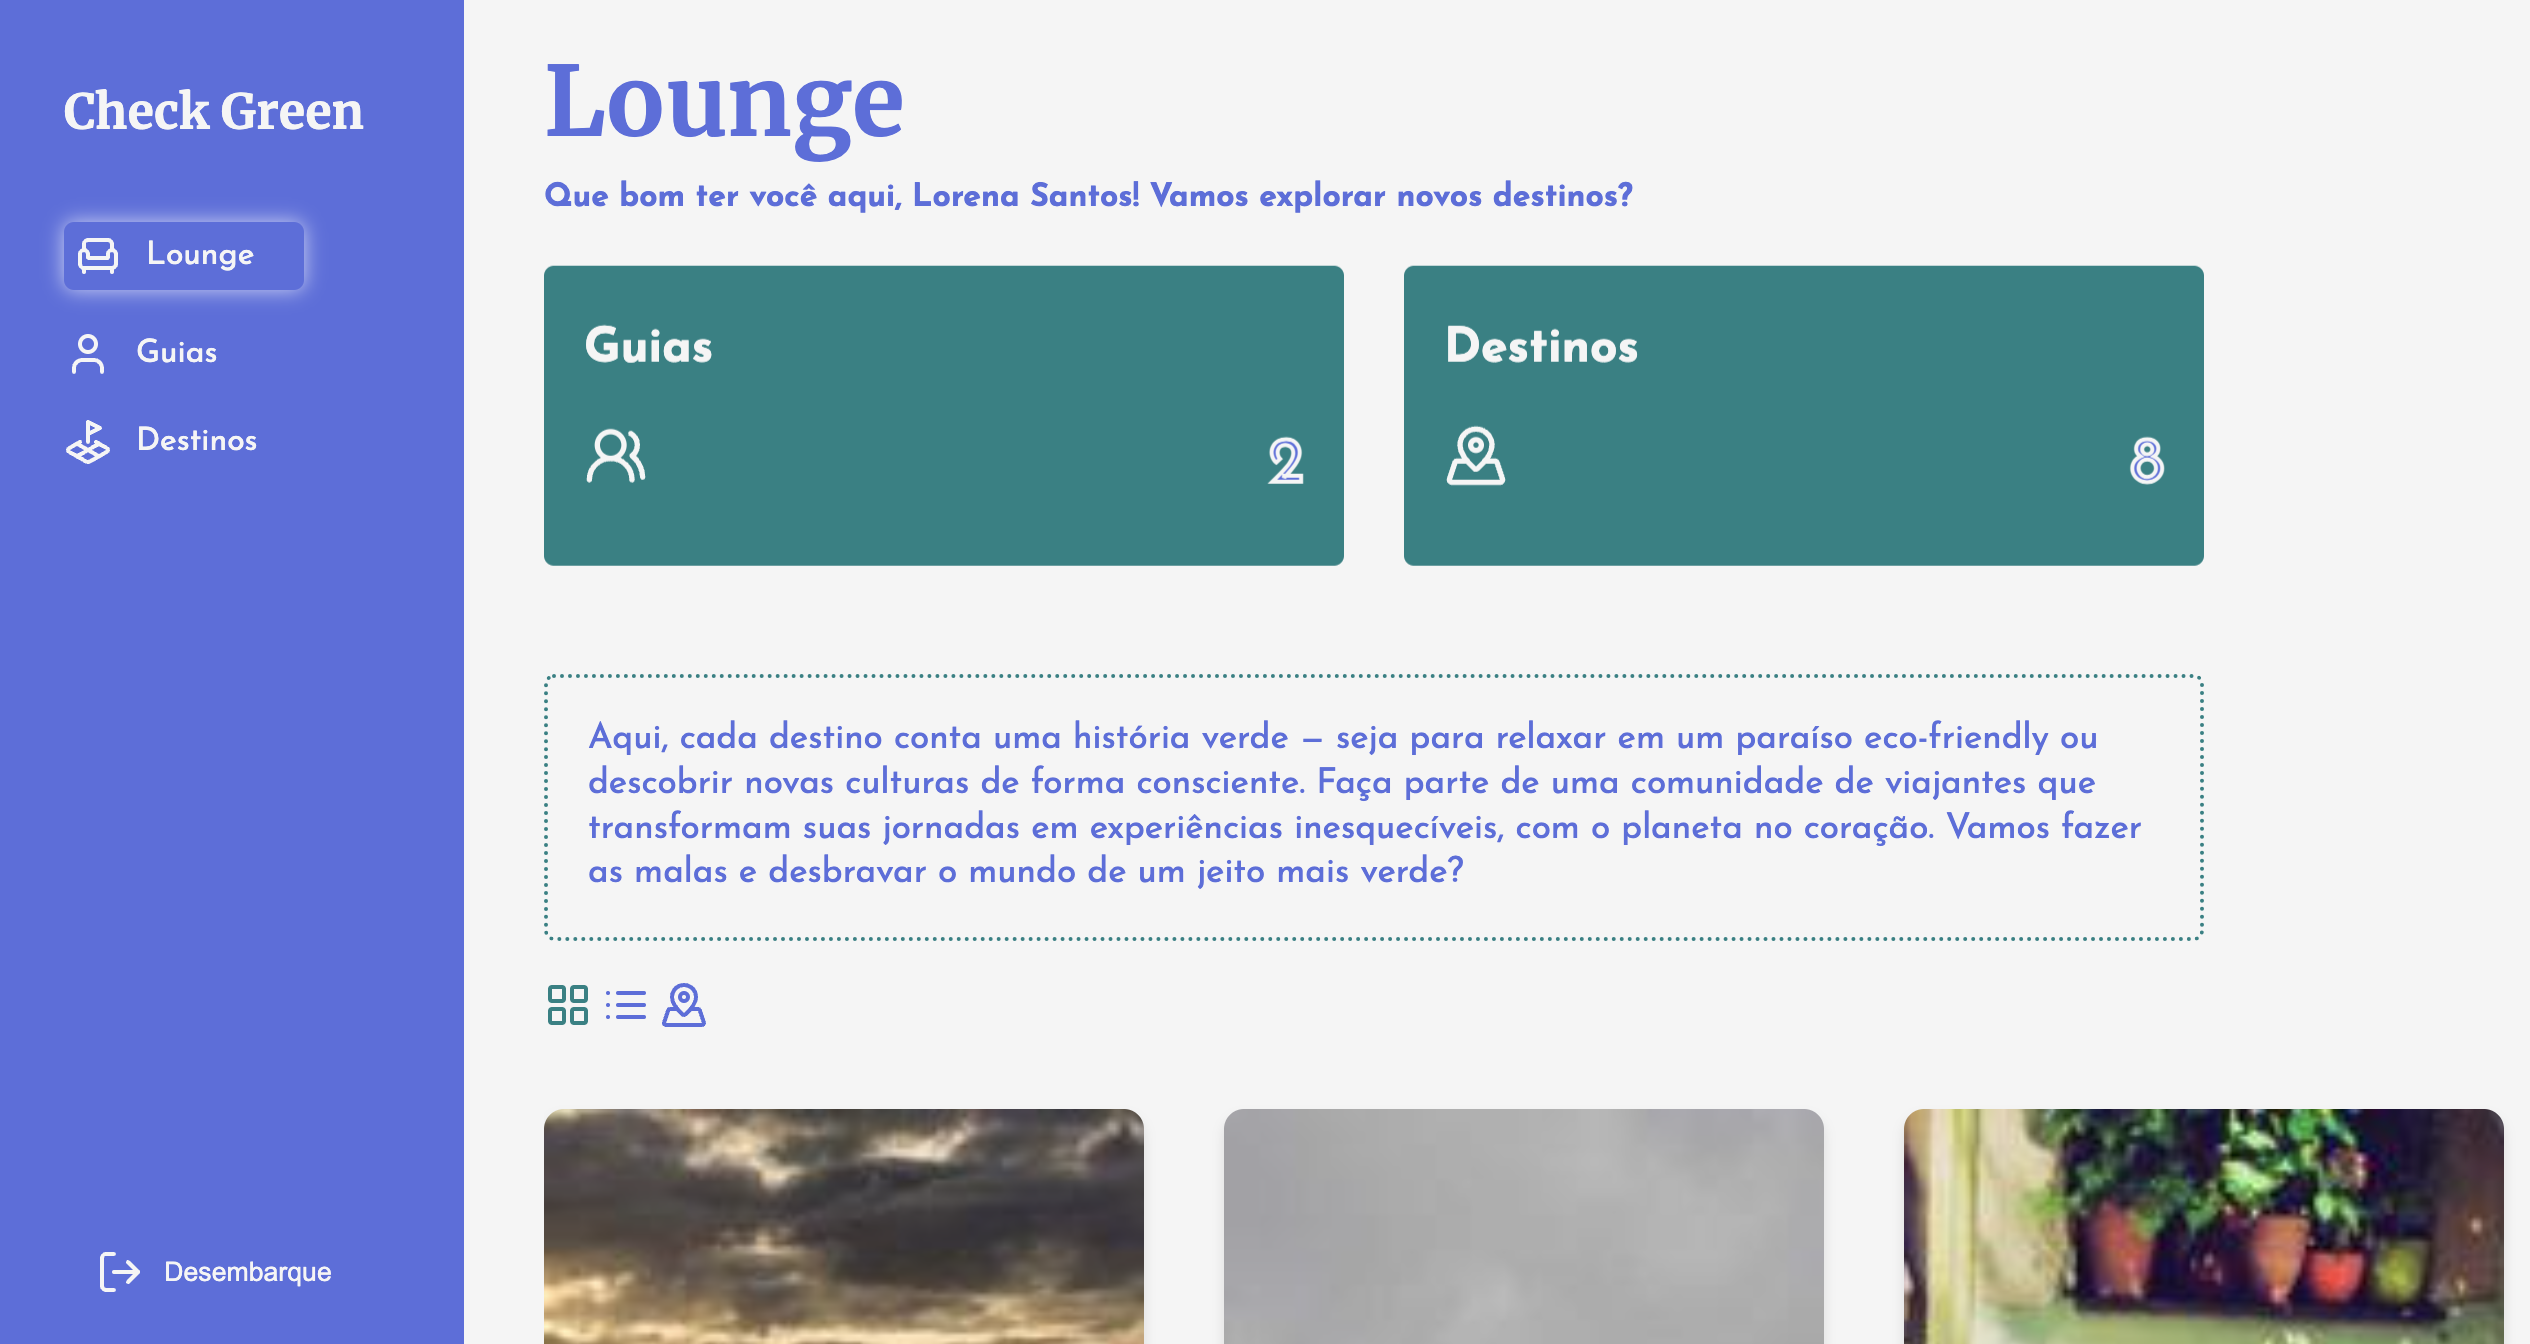 Check Green
Lounge
Guias
Destinos
Desembarque
Lounge
Que bom ter você aqui, Lorena Santos! Vamos explorar novos destinos?
Guias
2
Destinos
8
Aqui, cada destino conta uma história verde – seja para relaxar em um paraíso eco-friendly ou
descobrir novas culturas de forma consciente. Faça parte de uma comunidade de viajantes que
transformam suas jornadas em experiências inesquecíveis, com o planeta no coração. Vamos fazer
as malas e desbravar o mundo de um jeito mais verde?